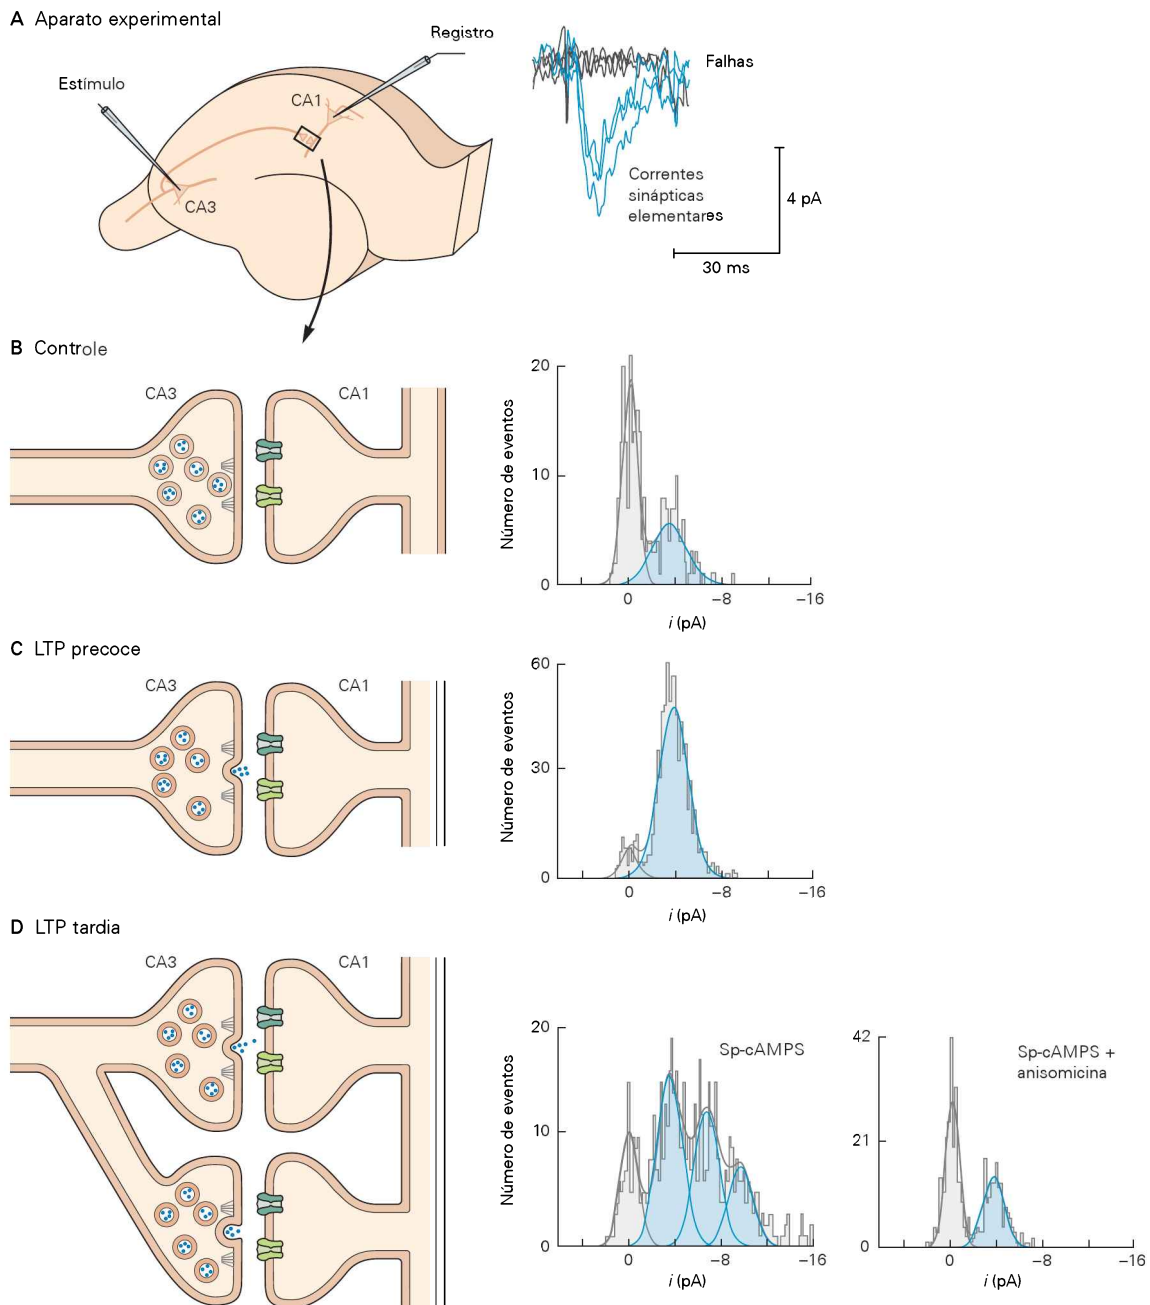 A Aparato experimental
Registro
Estímulo
CA1
CA3
Falhas
Correntes
sinápticas
elementares
4 pA
30 ms
B Controle
CA3
CA1
Número de eventos
20
10
0
0
−8
−16
i (pA)
C LTP precoce
CA3
CA1
Número de eventos
60
30
0
0
−8
−16
i (pA)
D LTP tardia
CA3
CA1
Número de eventos
20
10
0
Sp-cAMPS
0
−8
−16
i (pA)
42
21
0
Sp-cAMPS +
anisomicina
0
−8
−16
i (pA)